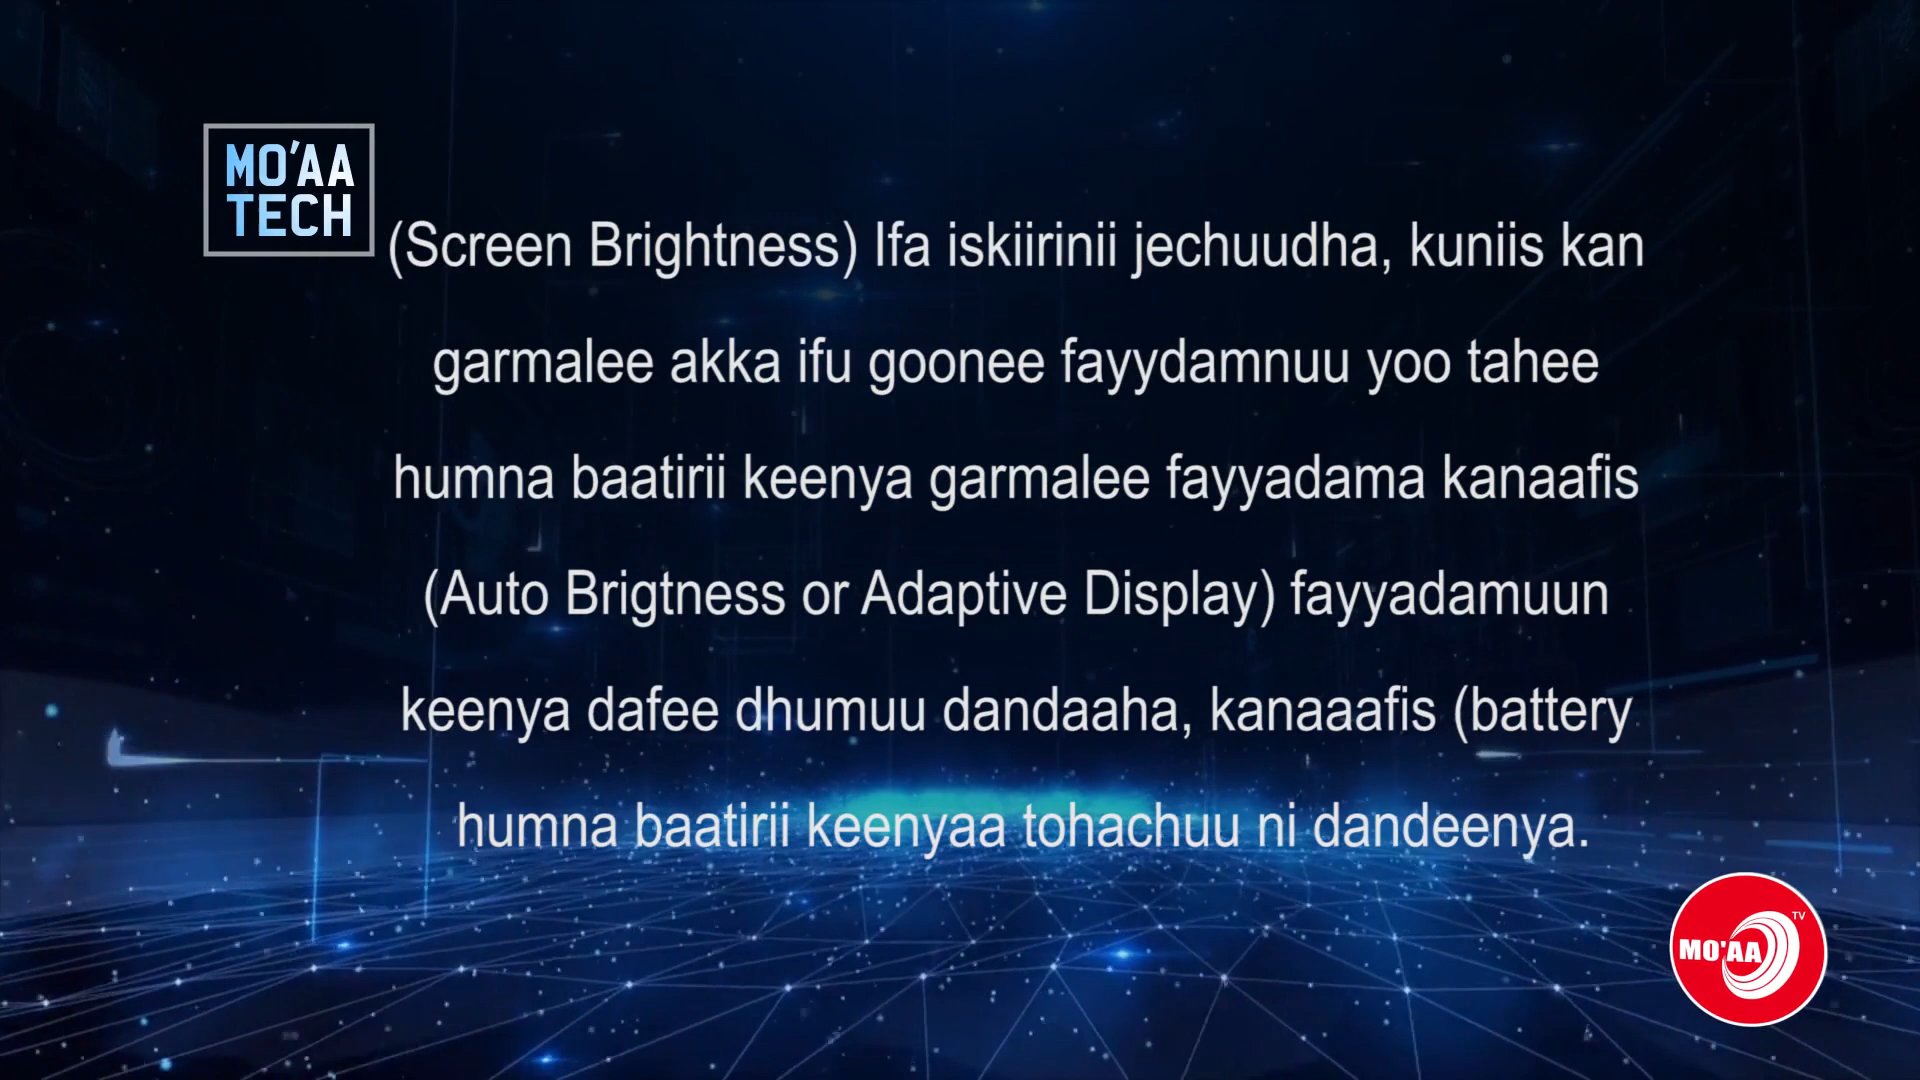 MO'AA
TECH
(Screen Brightness) Ifa iskiirinii jechuudha, kuniis kan
garmalee akka ifu goonee fayydamnuu yoo tahee
humna baatirii keenya garmalee fayyadama kanaafis
(Auto Brigtness or Adaptive Display) fayyadamuun
keenya dafee dhumuu dandaaha, kanaaafis (battery
humna baatirii keenyaa tohachuu ni dandeenya.
TV
MO'AA